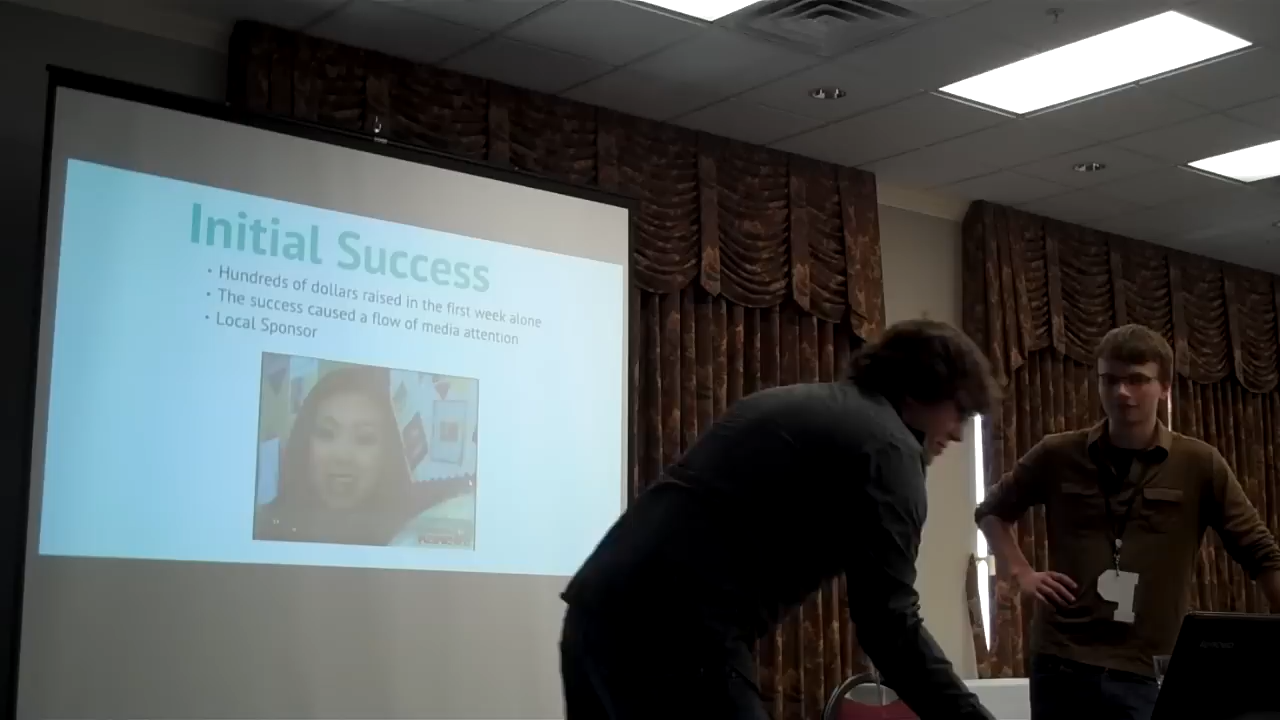 Initial Success
• Hundreds of dollars raised in the first week alone
• The success caused a flow of media attention
• Local Sponsor